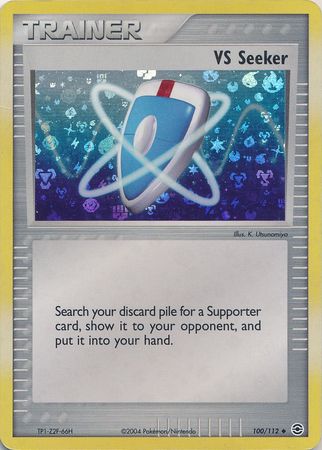 TRAINER
VS Seeker
Illus. K. Utsunomiya
Search your discard pile for a Supporter
card, show it to your opponent, and
put it into your hand.
TP1-Z2F-66H
©2004 Pokémon/Nintendo
100/112 ◆